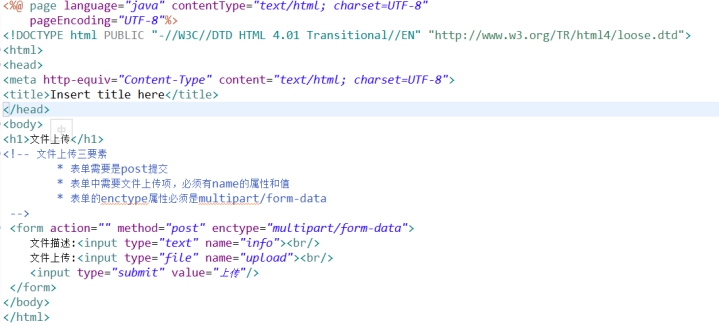 <%@ page language="java" contentType="text/html; charset=UTF-8"
    pageEncoding="UTF-8"%>
<!DOCTYPE html PUBLIC "-//W3C//DTD HTML 4.01 Transitional//EN" "http://www.w3.org/TR/html4/loose.dtd">
<html>
<head>
<meta http-equiv="Content-Type" content="text/html; charset=UTF-8">
<title>Insert title here</title>
</head>
<body>
<h1>文件上传</h1>
<!-- 文件上传三要素
        * 表单需要是post提交
        * 表单中需要文件上传项，必须有name的属性和值
        * 表单的enctype属性必须是multipart/form-data
 -->
 <form action="" method="post" enctype="multipart/form-data">
    文件描述:<input type="text" name="info"><br/>
    文件上传:<input type="file" name="upload"><br/>
    <input type="submit" value="上传"/>
 </form>
</body>
</html>